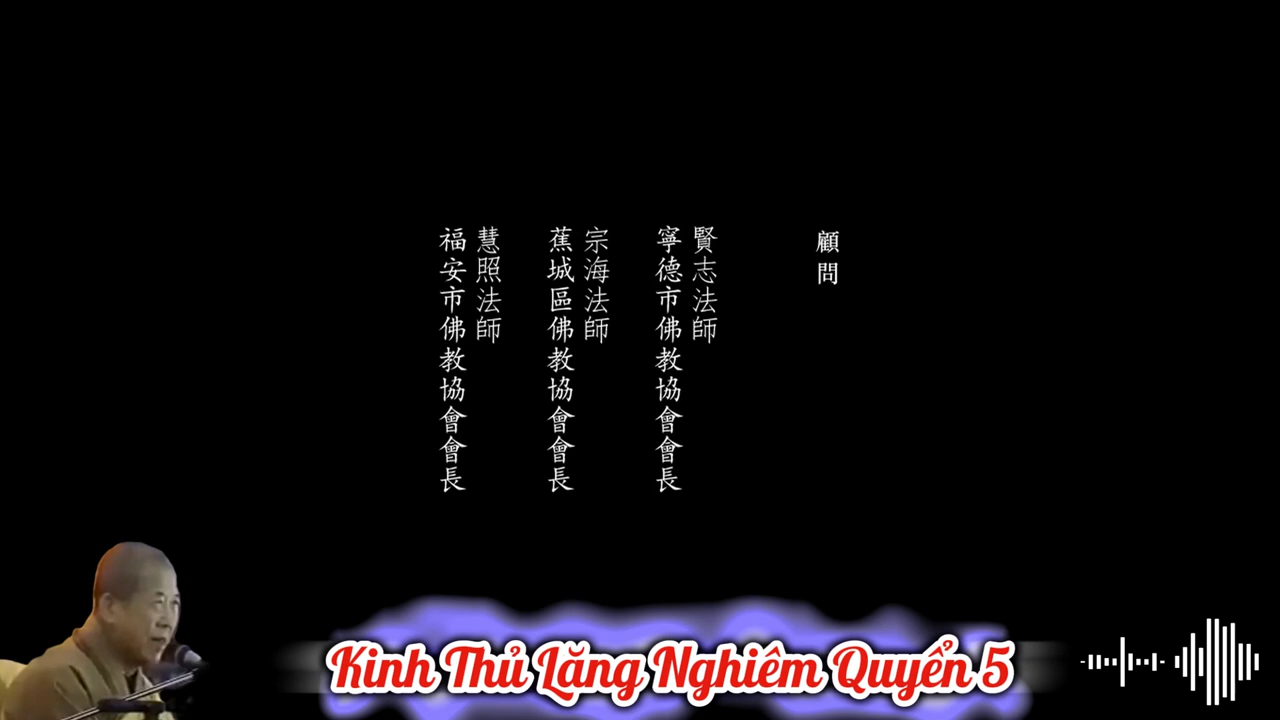 顧問
賢志法師
寧德市佛教協會會長
宗海法師
蕉城區佛教協會會長
慧照法師
福安市佛教協會會長
Kinh Thủ Lăng Nghiêm Quyển 5